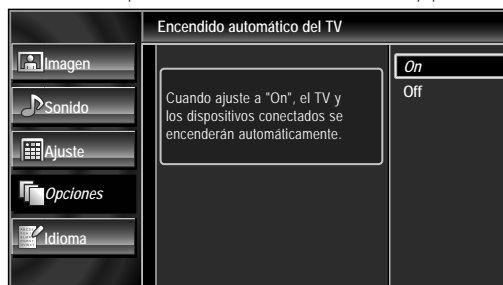 Encendido automático del TV
Imagen
Sonido
Ajuste
Opciones
Idioma
Cuando ajuste a "On", el TV y
los dispositivos conectados se
encenderán automáticamente.
On
Off